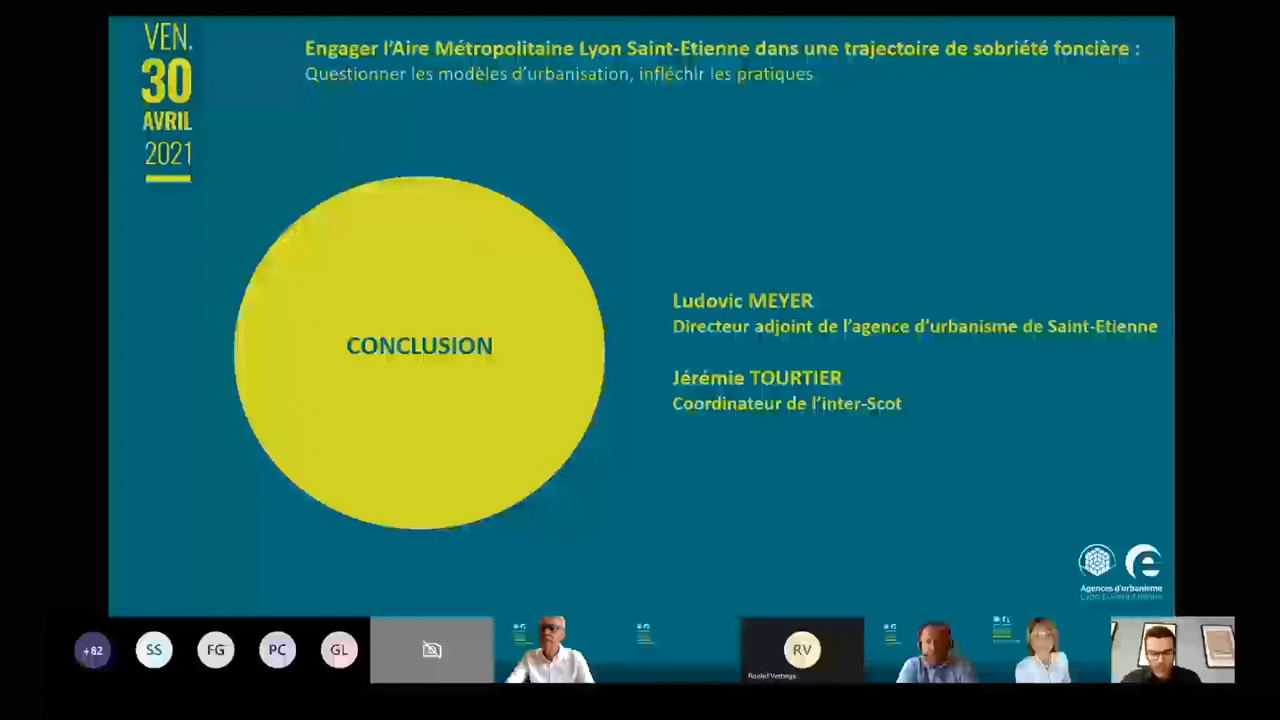 VEN.
30
AVRIL
2021
Engager l'Aire Métropolitaine Lyon Saint-Etienne dans une trajectoire de sobriété foncière :
Questionner les modèles d'urbanisation, infléchir les pratiques
CONCLUSION
Ludovic MEYER
Directeur adjoint de l'agence d'urbanisme de Saint-Etienne
Jérémie TOURTIER
Coordinateur de l'inter-Scot
Agences d'urbanisme
+82
SS
FG
PC
GL
RV